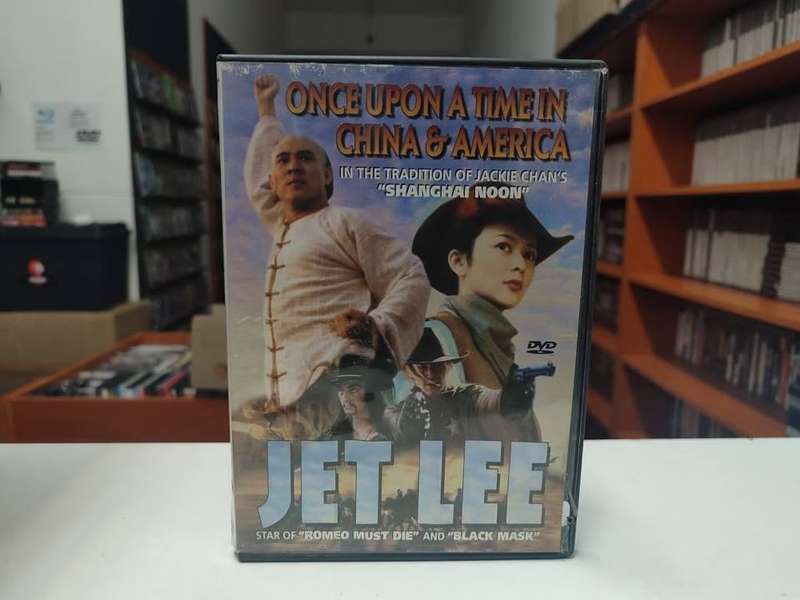 ONCE UPON A TIME IN
CHINA & AMERICA
IN THE TRADITION OF JACKIE CHAN'S
"SHANGHAI NOON"
DVD
JET LEE
STAR OF "ROMEO MUST DIE" AND "BLACK MASK"